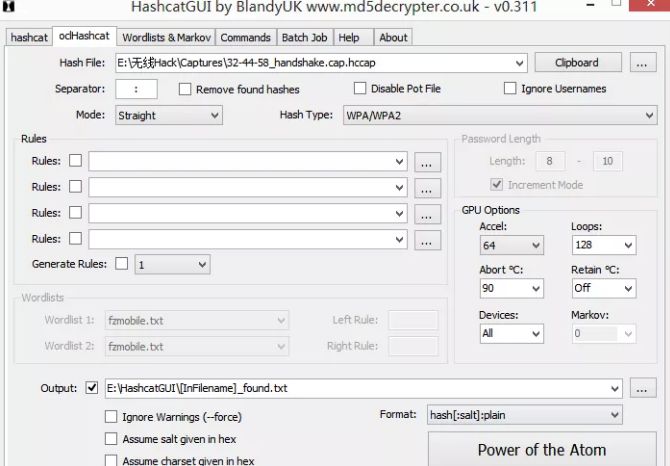 HashcatGUI by BlandyUK www.md5decrypter.co.uk - v0.311
hashcat oclHashcat Wordlists & Markov Commands Batch Job Help About
Hash File: E:\无线Hack\Captures\32-44-58_handshake.cap.hccap Clipboard ...
Separator: : Remove found hashes Disable Pot File Ignore Usernames
Mode: Straight Hash Type: WPA/WPA2
Rules
Rules: ...
Rules: ...
Rules: ...
Rules: ...
Generate Rules: 1
Password Length
Length: 8 - 10
Increment Mode
GPU Options
Accel: Loops:
64 128
Abort °C: Retain °C:
90 Off
Devices: Markov:
All 0
Wordlists
Wordlist 1: fzmobile.txt Left Rule:
Wordlist 2: fzmobile.txt Right Rule:
Output: E:\HashcatGUI\[InFilename]_found.txt ...
Ignore Warnings (--force) Format: hash[:salt]:plain
Assume salt given in hex
Assume charset given in hex
Power of the Atom